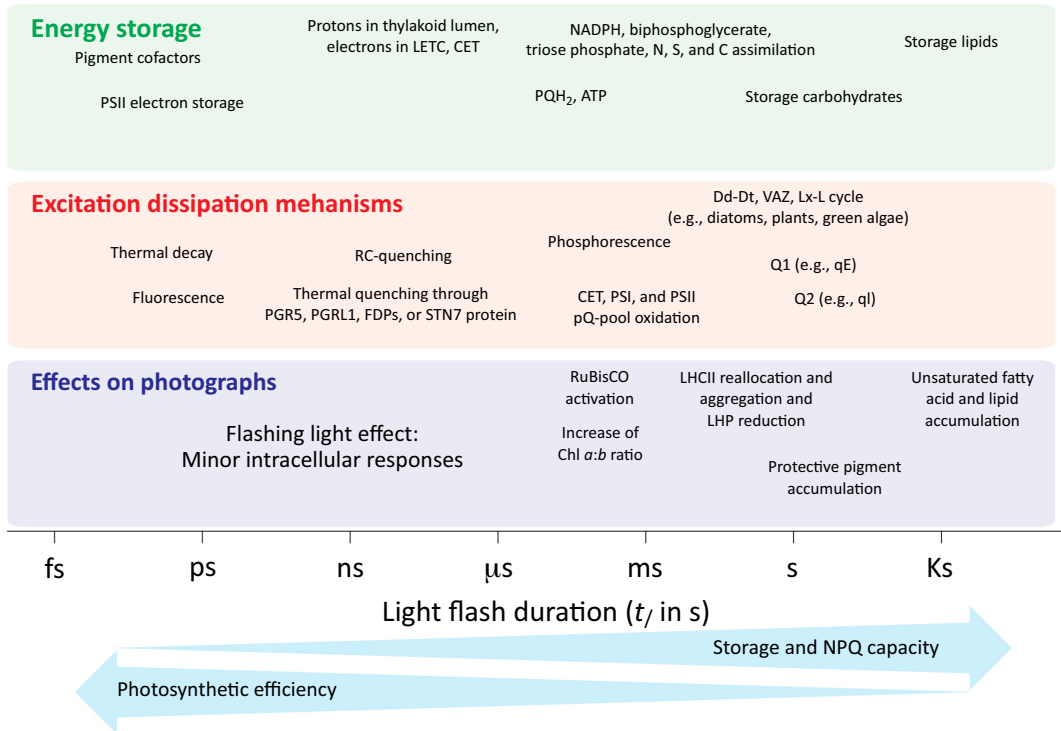 Energy storage
Pigment cofactors
PSII electron storage
Protons in thylakoid lumen,
electrons in LETC, CET
NADPH, biphosphoglycerate,
triose phosphate, N, S, and C assimilation
PQH₂, ATP
Storage lipids
Storage carbohydrates
Excitation dissipation mehanisms
Thermal decay
Fluorescence
RC-quenching
Thermal quenching through
PGR5, PGRL1, FDPs, or STN7 protein
Phosphorescence
CET, PSI, and PSII
pQ-pool oxidation
Dd-Dt, VAZ, Lx-L cycle
(e.g., diatoms, plants, green algae)
Q1 (e.g., qE)
Q2 (e.g., ql)
Effects on photographs
Flashing light effect:
Minor intracellular responses
RuBisCO
activation
Increase of
Chl a:b ratio
LHCII reallocation and
aggregation and
LHP reduction
Protective pigment
accumulation
Unsaturated fatty
acid and lipid
accumulation
fs ps ns μs ms s Ks
Light flash duration (t/ in s)
Storage and NPQ capacity
Photosynthetic efficiency